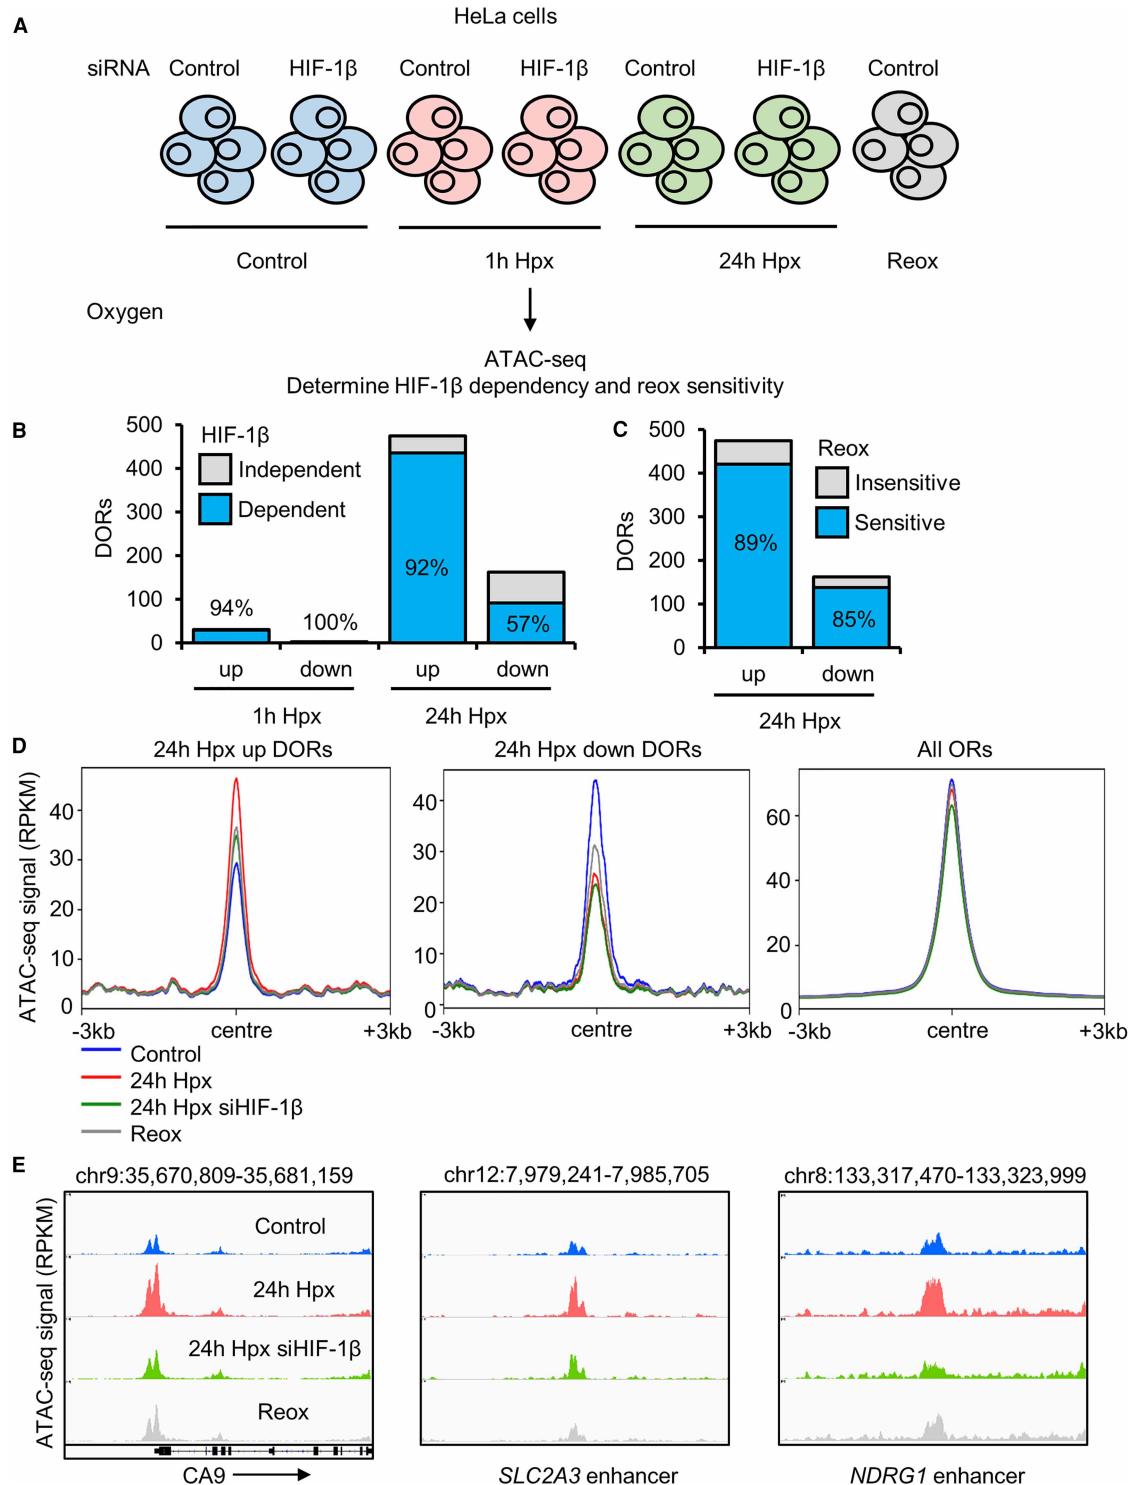 A
HeLa cells
siRNA Control HIF-1β Control HIF-1β Control HIF-1β Control
Control 1h Hpx 24h Hpx Reox
Oxygen
ATAC-seq
Determine HIF-1β dependency and reox sensitivity
B
DORs
500
400
300
200
100
0
HIF-1β
Independent
Dependent
94%
100%
92%
57%
up down up down
1h Hpx 24h Hpx
C
DORs
500
400
300
200
100
0
Reox
Insensitive
Sensitive
89%
85%
up down
24h Hpx
D
24h Hpx up DORs
24h Hpx down DORs
All ORs
ATAC-seq signal (RPKM)
40
30
20
10
0
-3kb centre +3kb
40
30
20
10
0
-3kb centre +3kb
60
40
20
0
-3kb centre +3kb
Control
24h Hpx
24h Hpx siHIF-1β
Reox
E
chr9:35,670,809-35,681,159
chr12:7,979,241-7,985,705
chr8:133,317,470-133,323,999
ATAC-seq signal (RPKM)
Control
24h Hpx
24h Hpx siHIF-1β
Reox
CA9
SLC2A3 enhancer
NDRG1 enhancer